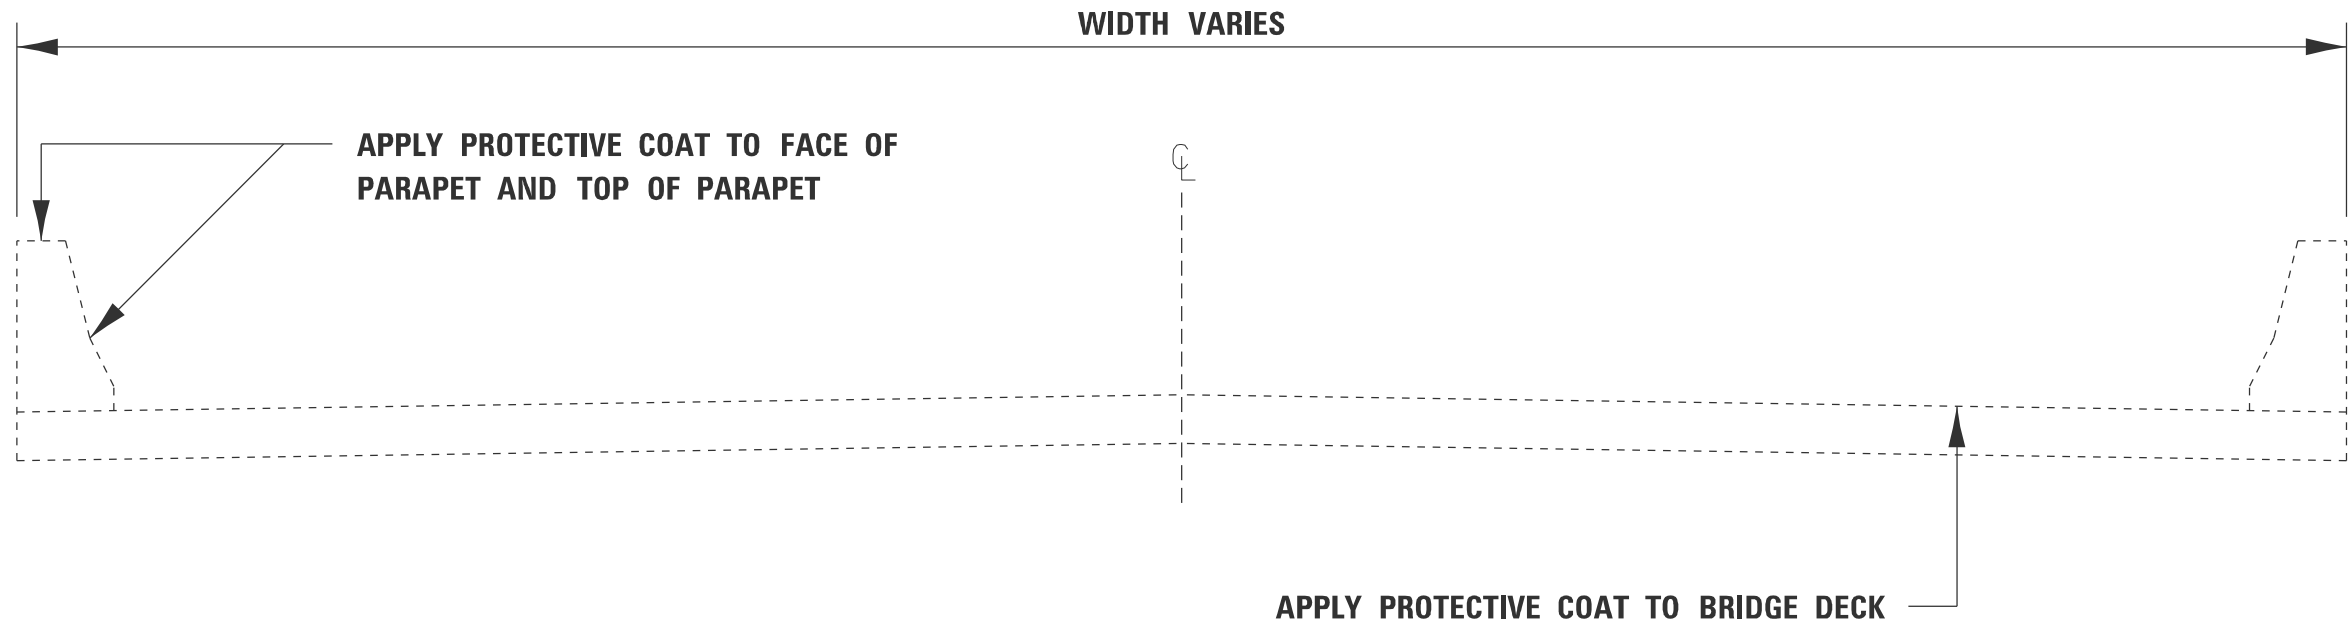 WIDTH VARIES
APPLY PROTECTIVE COAT TO FACE OF
PARAPET AND TOP OF PARAPET
℄
APPLY PROTECTIVE COAT TO BRIDGE DECK